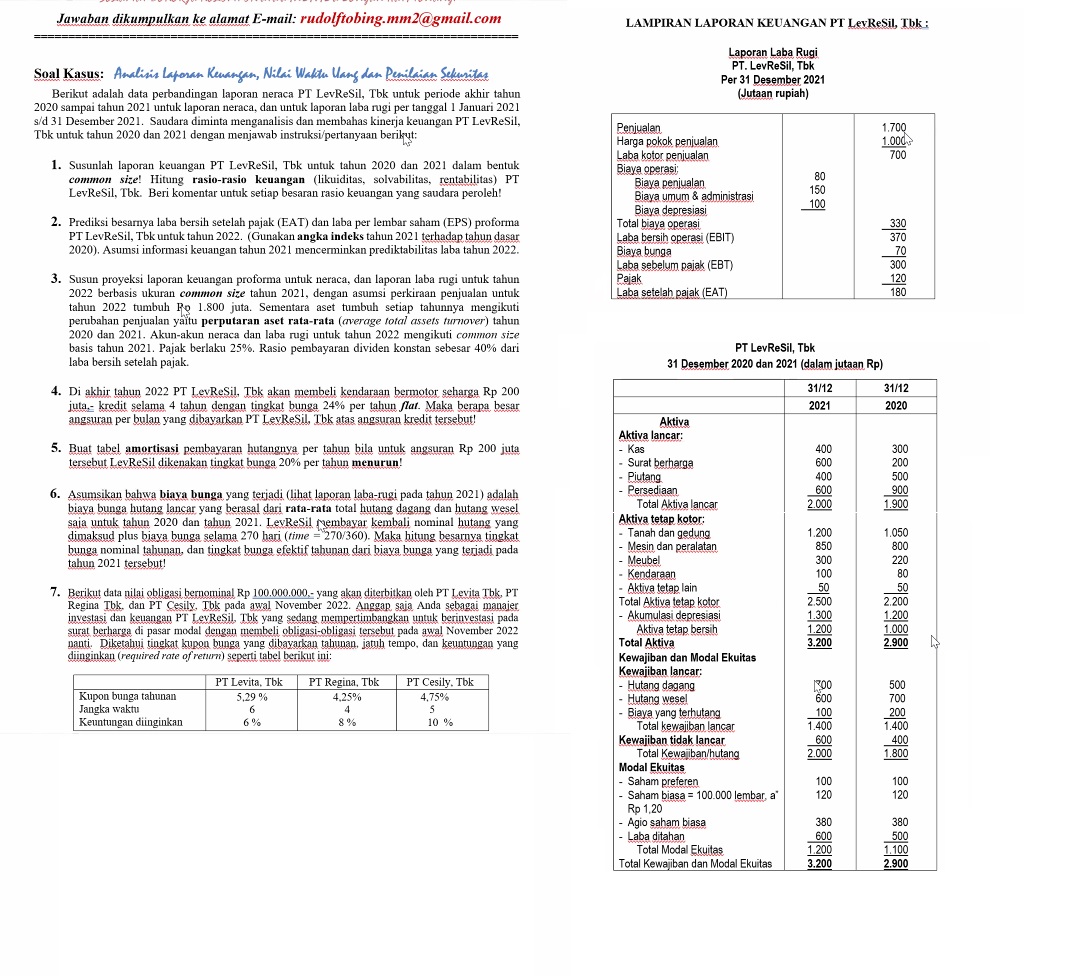 Jawaban dikumpulkan ke alamat E-mail: rudolftobing.mm2@gmail.com
Soal Kasus: Analisis Laporan Keuangan, Nilai Waktu Uang dan Penilaian Sekuritas
Berikut adalah data perbandingan laporan neraca PT LevReSil, Tbk untuk periode akhir tahun
2020 sampai tahun 2021 untuk laporan neraca, dan untuk laporan laba rugi per tanggal 1 Januari 2021
s/d 31 Desember 2021. Saudara diminta menganalisis dan membahas kinerja keuangan PT LevReSil,
Tbk untuk tahun 2020 dan 2021 dengan menjawab instruksi/pertanyaan berikut:
1. Susunlah laporan keuangan PT LevReSil, Tbk untuk tahun 2020 dan 2021 dalam bentuk
common size! Hitung rasio-rasio keuangan (likuiditas, solvabilitas, rentabilitas) PT
LevReSil, Tbk. Beri komentar untuk setiap besaran rasio keuangan yang saudara peroleh!
2. Prediksi besarnya laba bersih setelah pajak (EAT) dan laba per lembar saham (EPS) proforma
PT LevReSil, Tbk untuk tahun 2022. (Gunakan angka indeks tahun 2021 terhadap tahun dasar
2020). Asumsi informasi keuangan tahun 2021 mencerminkan prediktabilitas laba tahun 2022.
3. Susun proyeksi laporan keuangan proforma untuk neraca, dan laporan laba rugi untuk tahun
2022 berbasis ukuran common size tahun 2021, dengan asumsi perkiraan penjualan untuk
tahun 2022 tumbuh Rp 1.800 juta. Sementara aset tumbuh setiap tahunnya mengikuti
perubahan penjualan yaitu perputaran aset rata-rata (average total assets turnover) tahun
2020 dan 2021. Akun-akun neraca dan laba rugi untuk tahun 2022 mengikuti common size
basis tahun 2021. Pajak berlaku 25%. Rasio pembayaran dividen konstan sebesar 40% dari
laba bersih setelah pajak.
4. Di akhir tahun 2022 PT LevReSil, Tbk akan membeli kendaraan bermotor seharga Rp 200
juta,- kredit selama 4 tahun dengan tingkat bunga 24% per tahun flat. Maka berapa besar
angsuran per bulan yang dibayarkan PT LevReSil, Tbk atas angsuran kredit tersebut!
5. Buat tabel amortisasi pembayaran hutangnya per tahun bila untuk angsuran Rp 200 juta
tersebut LevReSil dikenakan tingkat bunga 20% per tahun menurun!
6. Asumsikan bahwa biaya bunga yang terjadi (lihat laporan laba-rugi pada tahun 2021) adalah
biaya bunga hutang lancar yang berasal dari rata-rata total hutang dagang dan hutang wesel
saja untuk tahun 2020 dan tahun 2021. LevReSil membayar kembali nominal hutang yang
dimaksud plus biaya bunga selama 270 hari (time = 270/360). Maka hitung besarnya tingkat
bunga nominal tahunan, dan tingkat bunga efektif tahunan dari biaya bunga yang terjadi pada
tahun 2021 tersebut!
7. Berikut data nilai obligasi bernominal Rp 100.000.000,- yang akan diterbitkan oleh PT Levita Tbk, PT
Regina Tbk, dan PT Cesily, Tbk pada awal November 2022. Anggap saja Anda sebagai manajer
investasi dan keuangan PT LevReSil, Tbk yang sedang mempertimbangkan untuk berinvestasi pada
surat berharga di pasar modal dengan membeli obligasi-obligasi tersebut pada awal November 2022
nanti. Diketahui tingkat kupon bunga yang dibayarkan tahunan, jatuh tempo, dan keuntungan yang
diinginkan (required rate of return) seperti tabel berikut ini:
PT Levita, Tbk PT Regina, Tbk PT Cesily, Tbk
Kupon bunga tahunan 5,29 % 4,25% 4,75%
Jangka waktu 6 4 5
Keuntungan diinginkan 6 % 8 % 10 %
LAMPIRAN LAPORAN KEUANGAN PT LevReSil, Tbk :
Laporan Laba Rugi
PT. LevReSil, Tbk
Per 31 Desember 2021
(Jutaan rupiah)
Penjualan 1.700
Harga pokok penjualan 1.000
Laba kotor penjualan 700
Biaya operasi:
Biaya penjualan 80
Biaya umum & administrasi 150
Biaya depresiasi 100
Total biaya operasi 330
Laba bersih operasi (EBIT) 370
Biaya bunga 70
Laba sebelum pajak (EBT) 300
Pajak 120
Laba setelah pajak (EAT) 180
PT LevReSil, Tbk
31 Desember 2020 dan 2021 (dalam jutaan Rp)
31/12 31/12
2021 2020
Aktiva
Aktiva lancar:
- Kas 400 300
- Surat berharga 600 200
- Piutang 400 500
- Persediaan 600 900
Total Aktiva lancar 2.000 1.900
Aktiva tetap kotor:
- Tanah dan gedung 1.200 1.050
- Mesin dan peralatan 850 800
- Meubel 300 220
- Kendaraan 100 80
- Aktiva tetap lain 50 50
Total Aktiva tetap kotor 2.500 2.200
- Akumulasi depresiasi 1.300 1.200
Aktiva tetap bersih 1.200 1.000
Total Aktiva 3.200 2.900
Kewajiban dan Modal Ekuitas
Kewajiban lancar:
- Hutang dagang 00 500
- Hutang wesel 600 700
- Biaya yang terhutang 100 200
Total kewajiban lancar 1.400 1.400
Kewajiban tidak lancar 600 400
Total Kewajiban/hutang 2.000 1.800
Modal Ekuitas
- Saham preferen 100 100
- Saham biasa = 100.000 lembar, a" 120 120
Rp 1,20
- Agio saham biasa 380 380
- Laba ditahan 600 500
Total Modal Ekuitas 1.200 1.100
Total Kewajiban dan Modal Ekuitas 3.200 2.900